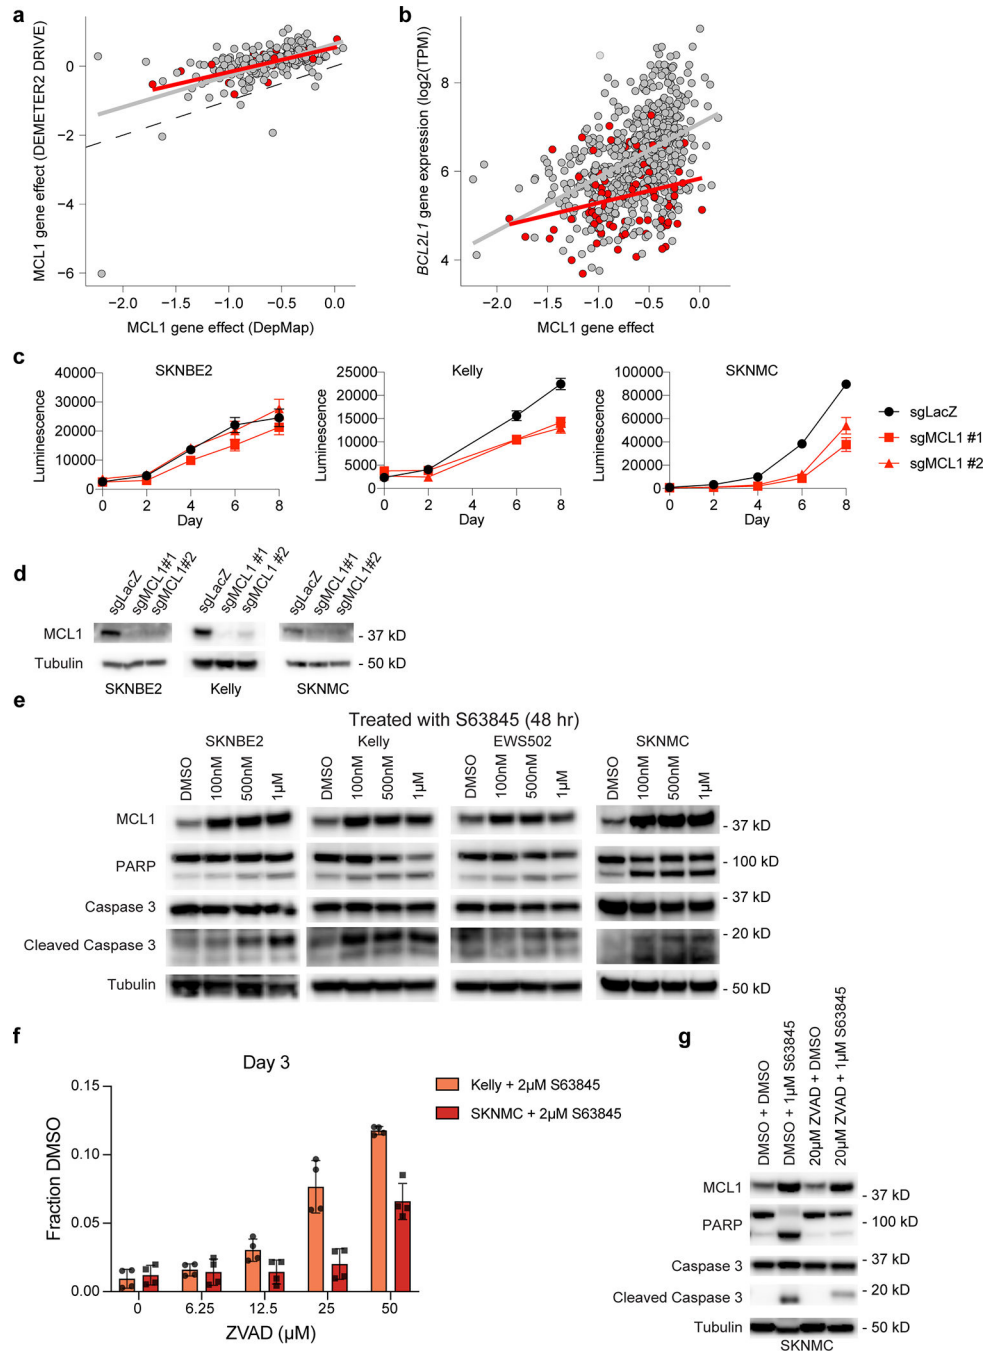 a
MCL1 gene effect (DEMETER2 DRIVE)
0
−2
−4
−6
−2.0 −1.5 −1.0 −0.5 0.0
MCL1 gene effect (DepMap)
b
BCL2L1 gene expression (log2(TPM))
8
6
4
−2.0 −1.5 −1.0 −0.5 0.0
MCL1 gene effect
c
SKNBE2
Luminescence
40000
30000
20000
10000
0
0 2 4 6 8
Day
Kelly
Luminescence
25000
20000
15000
10000
5000
0
0 2 4 6 8
Day
SKNMC
Luminescence
100000
80000
60000
40000
20000
0
0 2 4 6 8
Day
sgLacZ
sgMCL1 #1
sgMCL1 #2
d
sgLacZ sgMCL1#1 sgMCL1#2
sgLacZ sgMCL1 #1 sgMCL1 #2
sgLacZ sgMCL1#1 sgMCL1#2
MCL1 - 37 kD
Tubulin - 50 kD
SKNBE2 Kelly SKNMC
e
Treated with S63845 (48 hr)
SKNBE2 Kelly EWS502 SKNMC
DMSO 100nM 500nM 1µM DMSO 100nM 500nM 1µM DMSO 100nM 500nM 1µM DMSO 100nM 500nM 1µM
MCL1 - 37 kD
PARP - 100 kD
Caspase 3 - 37 kD
Cleaved Caspase 3 - 20 kD
Tubulin - 50 kD
f
Day 3
Fraction DMSO
0.15
0.10
0.05
0.00
0 6.25 12.5 25 50
ZVAD (µM)
Kelly + 2µM S63845
SKNMC + 2µM S63845
g
DMSO + DMSO
DMSO + 1µM S63845
20µM ZVAD + DMSO
20µM ZVAD + 1µM S63845
MCL1 - 37 kD
PARP - 100 kD
Caspase 3 - 37 kD
Cleaved Caspase 3 - 20 kD
Tubulin - 50 kD
SKNMC